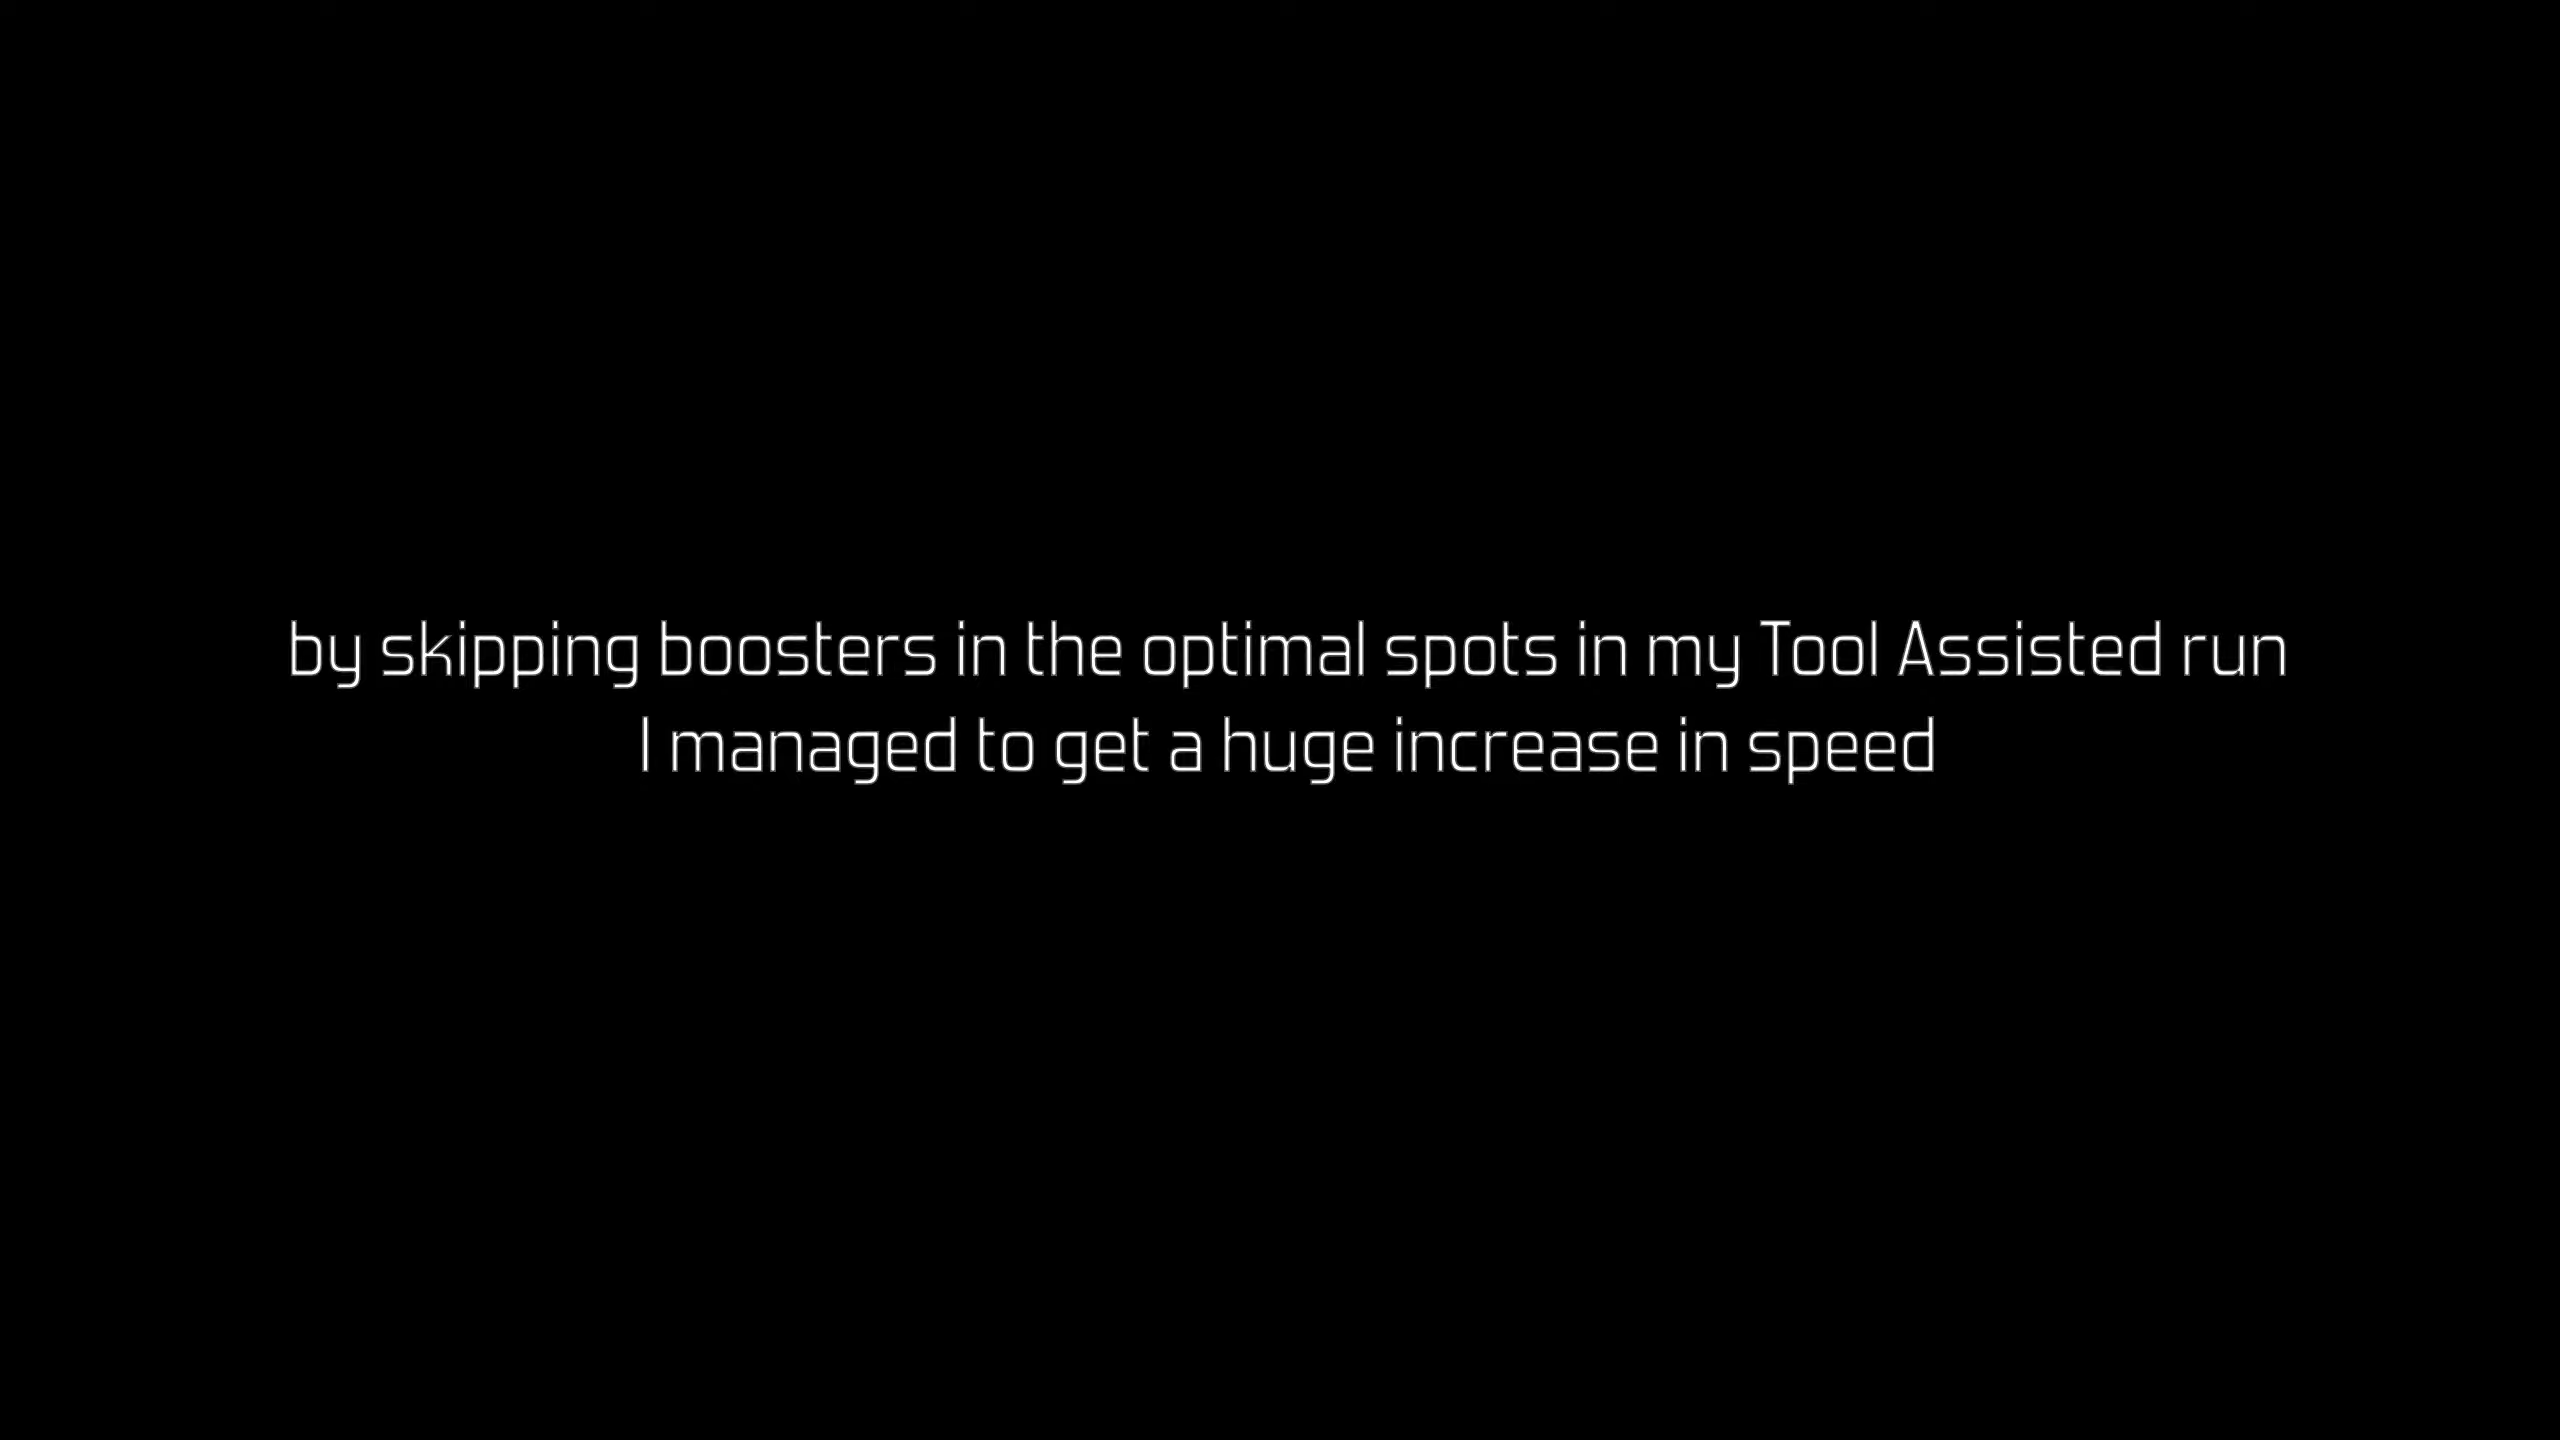 by skipping boosters in the optimal spots in my Tool Assisted run
I managed to get a huge increase in speed